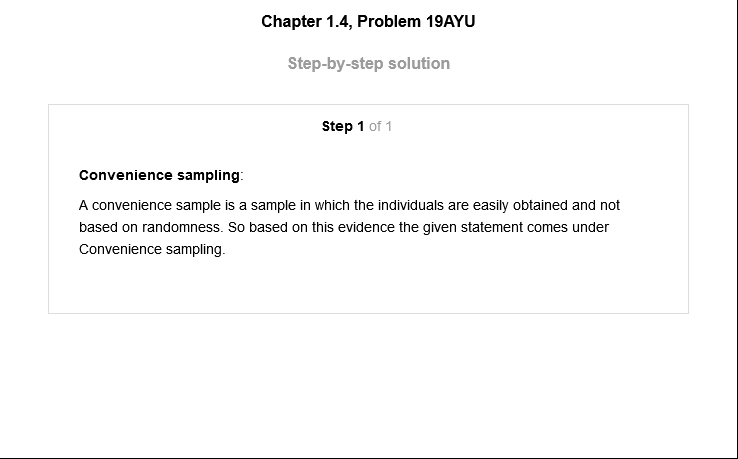 Chapter 1.4, Problem 19AYU
Step-by-step solution
Step 1 of 1
Convenience sampling:
A convenience sample is a sample in which the individuals are easily obtained and not
based on randomness. So based on this evidence the given statement comes under
Convenience sampling.